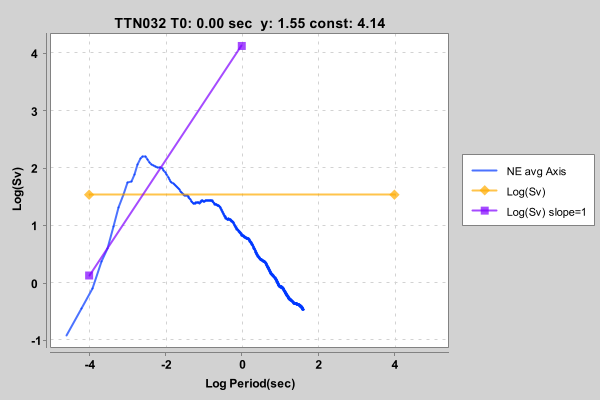 TTN032 T0: 0.00 sec  y: 1.55 const: 4.14
Log(Sv)
4
3
2
1
0
-1
-4
-2
0
2
4
Log Period(sec)
NE avg Axis
Log(Sv)
Log(Sv) slope=1